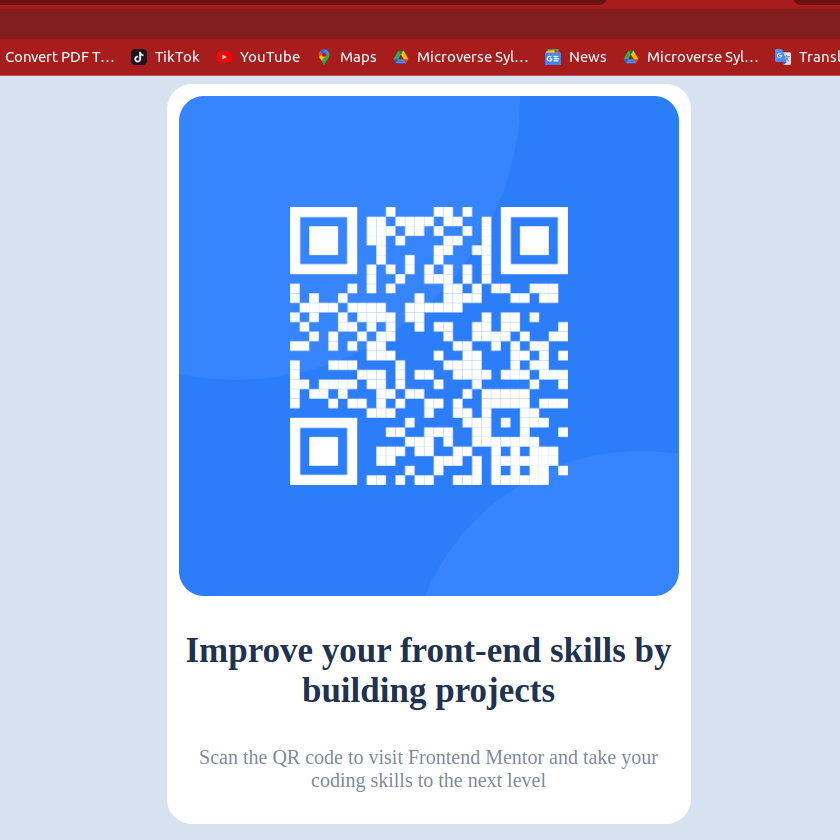 Convert PDF T… TikTok YouTube Maps Microverse Syl… News Microverse Syl… Transl
Improve your front-end skills by
building projects
Scan the QR code to visit Frontend Mentor and take your
coding skills to the next level